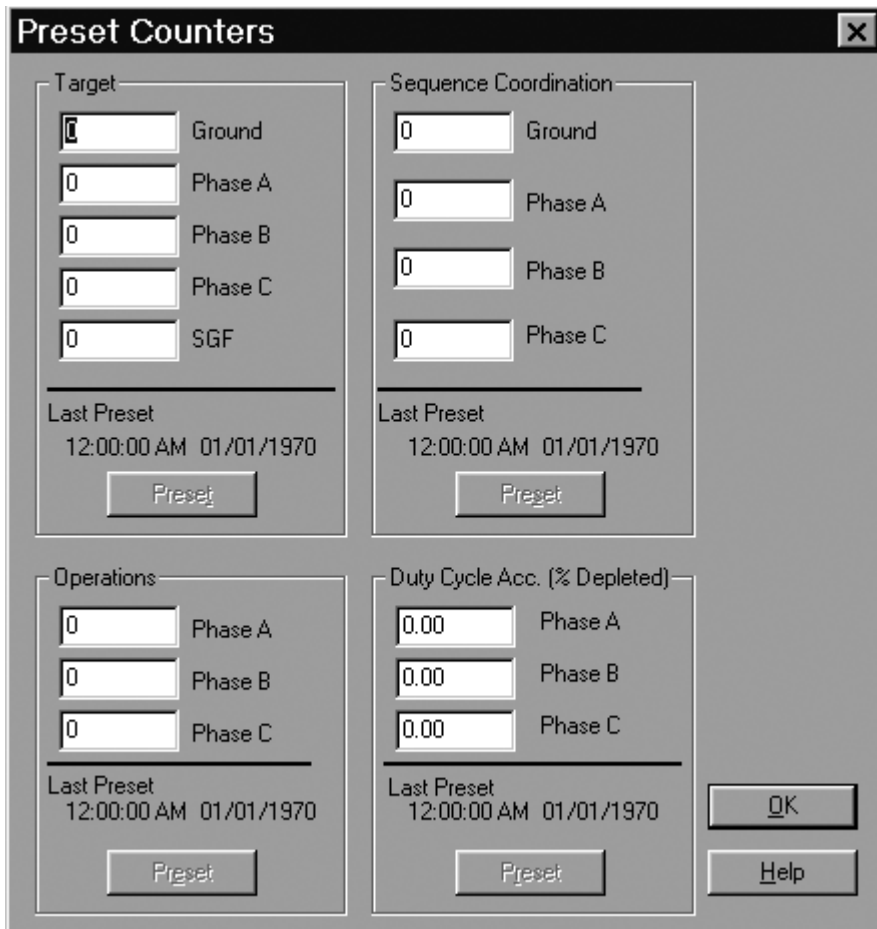 Preset Counters
Target
0 Ground
0 Phase A
0 Phase B
0 Phase C
0 SGF
Last Preset
12:00:00 AM 01/01/1970
Preset
Sequence Coordination
0 Ground
0 Phase A
0 Phase B
0 Phase C
Last Preset
12:00:00 AM 01/01/1970
Preset
Operations
0 Phase A
0 Phase B
0 Phase C
Last Preset
12:00:00 AM 01/01/1970
Preset
Duty Cycle Acc. (% Depleted)
0.00 Phase A
0.00 Phase B
0.00 Phase C
Last Preset
12:00:00 AM 01/01/1970
Preset
OK
Help